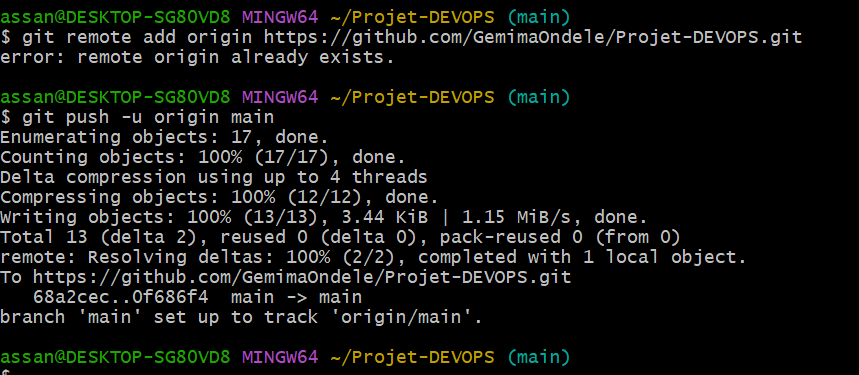 assan@DESKTOP-SG80VD8 MINGW64 ~/Projet-DEVOPS (main)
$ git remote add origin https://github.com/GemimaOndele/Projet-DEVOPS.git
error: remote origin already exists.
assan@DESKTOP-SG80VD8 MINGW64 ~/Projet-DEVOPS (main)
$ git push -u origin main
Enumerating objects: 17, done.
Counting objects: 100% (17/17), done.
Delta compression using up to 4 threads
Compressing objects: 100% (12/12), done.
Writing objects: 100% (13/13), 3.44 KiB | 1.15 MiB/s, done.
Total 13 (delta 2), reused 0 (delta 0), pack-reused 0 (from 0)
remote: Resolving deltas: 100% (2/2), completed with 1 local object.
To https://github.com/GemimaOndele/Projet-DEVOPS.git
   68a2cec..0f686f4  main -> main
branch 'main' set up to track 'origin/main'.
assan@DESKTOP-SG80VD8 MINGW64 ~/Projet-DEVOPS (main)
$